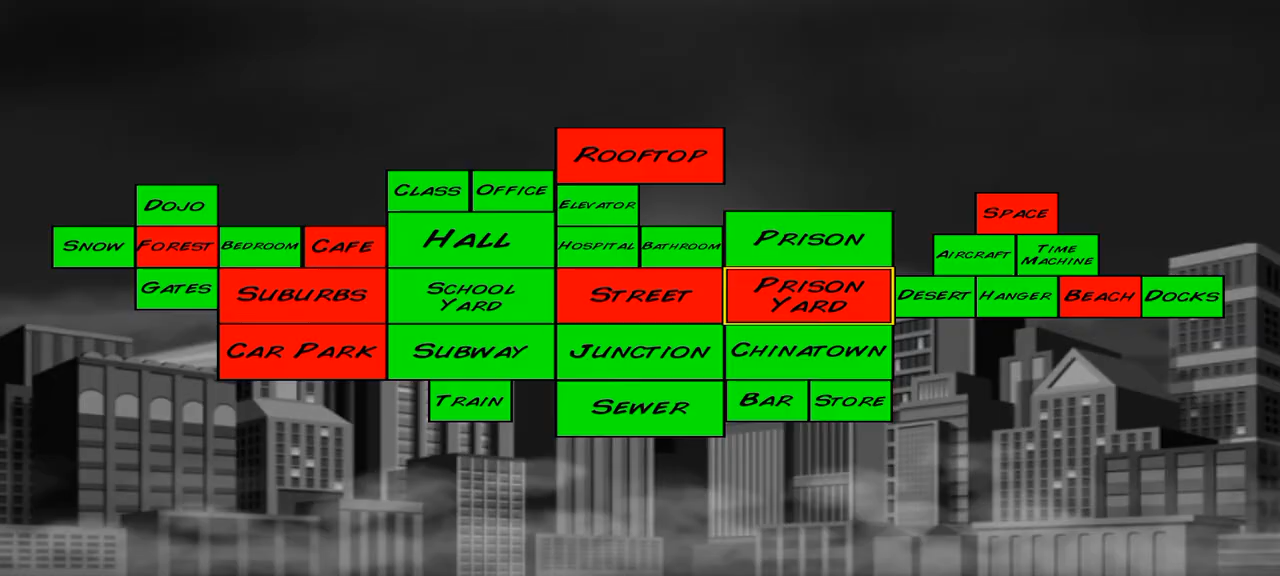 Rooftop
Class
Office
Dojo
Elevator
Space
Snow
Forest
Bedroom
Cafe
Hall
Hospital
Bathroom
Prison
Aircraft
Time
Machine
Gates
Suburbs
School
Yard
Street
Prison
Yard
Desert
Hanger
Beach
Docks
Car Park
Subway
Junction
Chinatown
Train
Sewer
Bar
Store